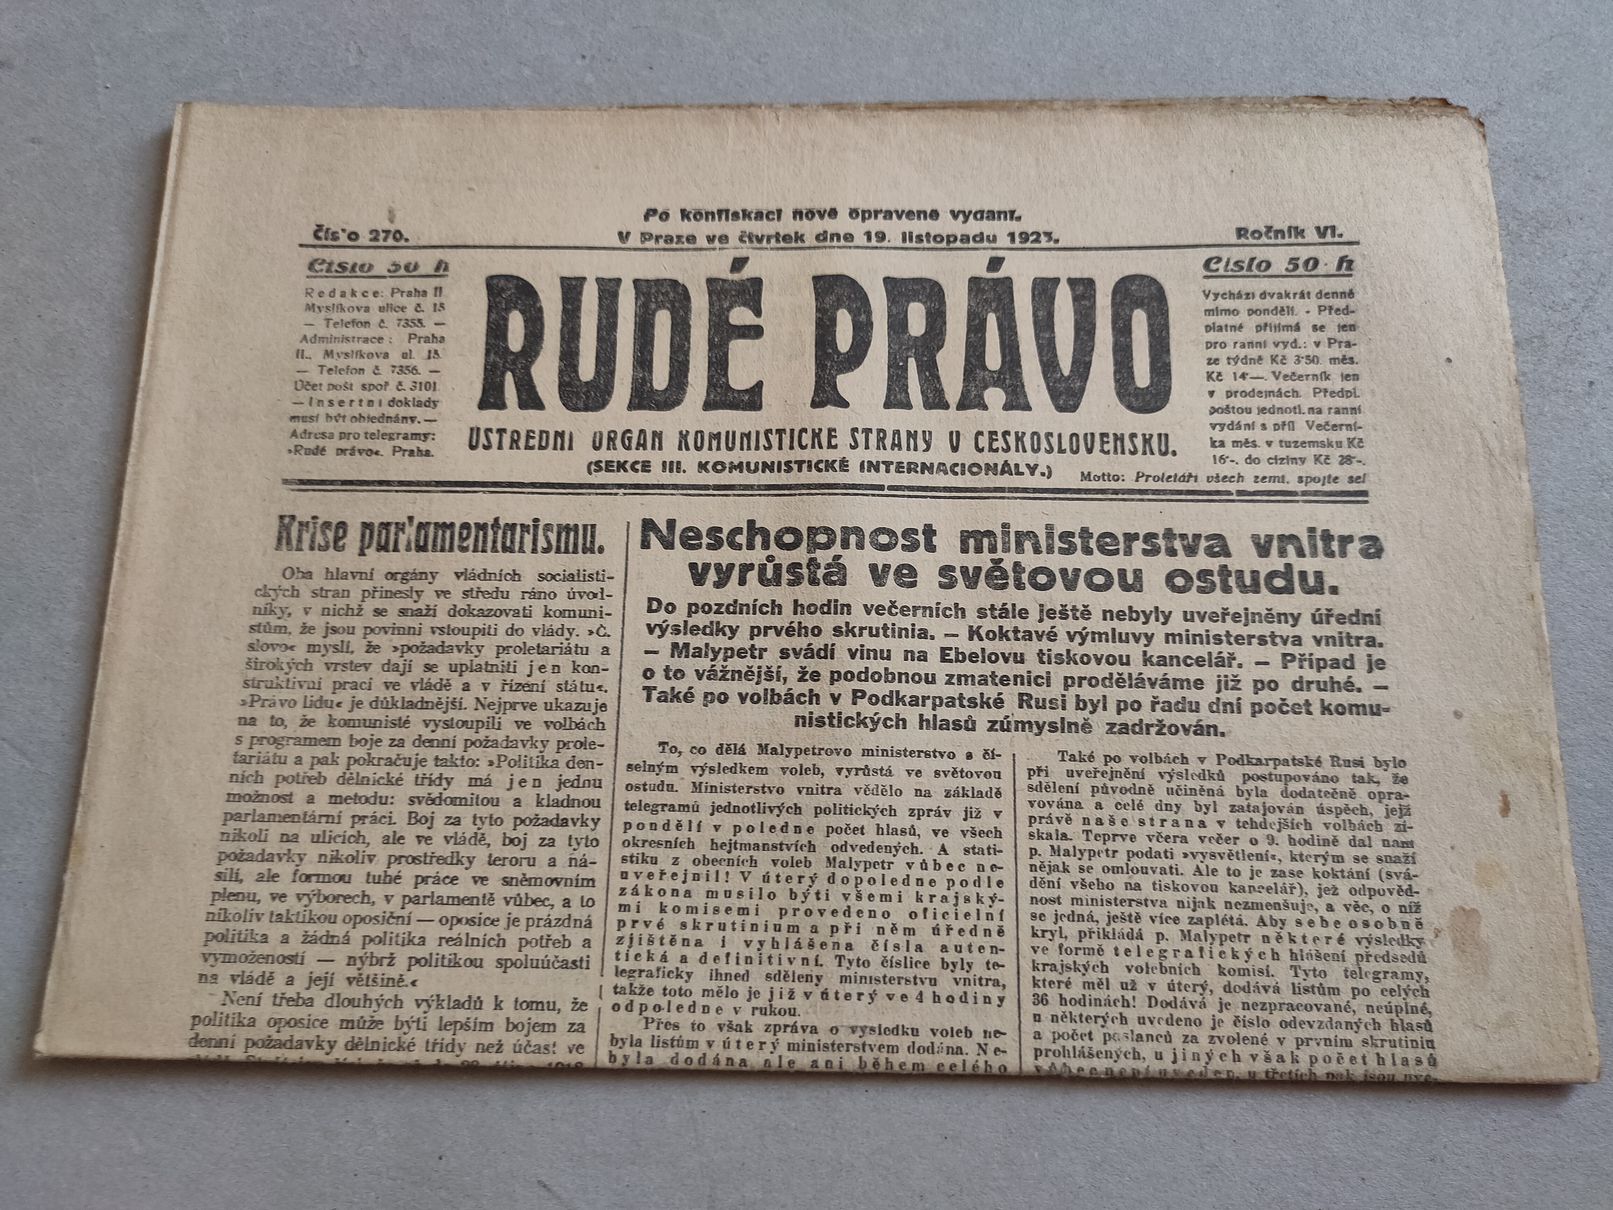 Po konfiskaci nově opravené vydání.
Čís'o 270.
V Praze ve čtvrtek dne 19. listopadu 1925.
Ročník VI.
Číslo 50 h
Redakce: Praha II
Myslíkova ulice č. 15
— Telefon č. 7355. —
Administrace: Praha
II., Myslíkova ul. 15.
— Telefon č. 7356. —
Účet pošt spoř č. 3101
— Insertní doklady
musí být objednány. —
Adresa pro telegramy:
»Rudé právo«. Praha.
RUDÉ PRÁVO
ÚSTŘEDNÍ ORGÁN KOMUNISTICKÉ STRANY V ČESKOSLOVENSKU.
(SEKCE III. KOMUNISTICKÉ INTERNACIONÁLY.)
Motto: Proletáři všech zemí, spojte se!
Číslo 50 h
Vychází dvakrát denně
mimo pondělí. - Před-
platné přijímá se jen
pro ranní vyd.: v Pra-
ze týdně Kč 3·50. měs.
Kč 14—. Večerník jen
v prodejnách. Předpl.
poštou jednotl. na ranní
vydání s příl Večerní-
ka měs. v tuzemsku Kč
16-. do ciziny Kč 28-.
Krise par'amentarismu.
Oba hlavní orgány vládních socialisti-
ckých stran přinesly ve středu ráno úvod-
níky, v nichž se snaží dokazovati komuni-
stům, že jsou povinni vstoupiti do vlády. »Č.
slovo« myslí, že »požadavky proletariátu a
širokých vrstev dají se uplatniti jen kon-
struktivní prací ve vládě a v řízení státu«.
»Právo lidu« je důkladnější. Nejprve ukazuje
na to, že komunisté vystoupili ve volbách
s programem boje za denní požadavky prole-
tariátu a pak pokračuje takto: »Politika den-
ních potřeb dělnické třídy má jen jednu
možnost a metodu: svědomitou a kladnou
parlamentární práci. Boj za tyto požadavky
nikoli na ulicích, ale ve vládě, boj za tyto
požadavky nikoliv prostředky teroru a ná-
silí, ale formou tuhé práce ve sněmovním
plenu, ve výborech, v parlamentě vůbec, a to
nikoliv taktikou oposiční — oposice je prázdná
politika a žádná politika reálních potřeb a
vymožeností — nýbrž politikou spoluúčasti
na vládě a její většině.«
Není třeba dlouhých výkladů k tomu, že
politika oposice může býti lepším bojem za
denní požadavky dělnické třídy než účast ve
Neschopnost ministerstva vnitra
vyrůstá ve světovou ostudu.
Do pozdních hodin večerních stále ještě nebyly uveřejněny úřední
výsledky prvého skrutinia. — Koktavé výmluvy ministerstva vnitra.
— Malypetr svádí vinu na Ebelovu tiskovou kancelář. — Případ je
o to vážnější, že podobnou zmatenici proděláváme již po druhé. —
Také po volbách v Podkarpatské Rusi byl po řadu dní počet komu-
nistických hlasů zúmyslně zadržován.
To, co dělá Malypetrovo ministerstvo s čí-
selným výsledkem voleb, vyrůstá ve světovou
ostudu. Ministerstvo vnitra vědělo na základě
telegramů jednotlivých politických zpráv již v
pondělí v poledne počet hlasů, ve všech
okresních hejtmanstvích odvedených. A stati-
stiku z obecních voleb Malypetr vůbec ne-
uveřejnil! V úterý dopoledne podle
zákona musilo býti všemi krajský-
mi komisemi provedeno oficielní
prvé skrutinium a při něm úředně
zjištěna i vyhlášena čísla auten-
tická a definitivní. Tyto číslice byly te-
legraficky ihned sděleny ministerstvu vnitra,
takže toto mělo je již v úterý ve 4 hodiny
odpoledne v rukou.
Přes to však zpráva o výsledku voleb ne-
byla listům v úterý ministerstvem dodána. Ne-
byla dodána ale ani během celého
Také po volbách v Podkarpatské Rusi bylo
při uveřejnění výsledků postupováno tak, že
sdělení původně učiněná byla dodatečně opra-
vována a celé dny byl zatajován úspěch, jejž
právě naše strana v tehdejších volbách zí-
skala. Teprve včera večer o 9. hodině dal nám
p. Malypetr podati »vysvětlení«, kterým se snaží
nějak se omlouvati. Ale to je zase koktání (svá-
dění všeho na tiskovou kancelář), jež odpověd-
nost ministerstva nijak nezmenšuje, a věc, o níž
se jedná, ještě více zaplétá. Aby sebe osobně
kryl, přikládá p. Malypetr některé výsledky
ve formě telegrafických hlášení předsedů
krajských volebních komisí. Tyto telegramy,
které měl už v úterý, dodává listům po celých
36 hodinách! Dodává je nezpracované, neúplné,
u některých uvedeno je číslo odevzdaných hlasů
a počet poslanců za zvolené v prvním skrutiniu
prohlášených, u jiných však počet hlasů
vůbec není uveden, u třetích pak jsou